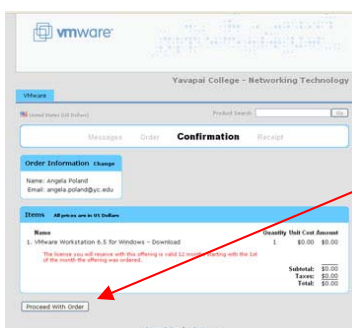 vmware
Yavapai College - Networking Technology
VMware
United States (US Dollars)
Product Search
Go
Messages Order Confirmation Receipt
Order Information Change
Name: Angela Poland
Email: angela.poland@yc.edu
Items All prices are in US Dollars
Name Quantity Unit Cost Amount
1. VMware Workstation 6.5 for Windows - Download 1 $0.00 $0.00
The license you will receive with this offering is valid 12 months starting with the 1st
of the month the offering was ordered.
Subtotal: $0.00
Taxes: $0.00
Total: $0.00
Proceed With Order